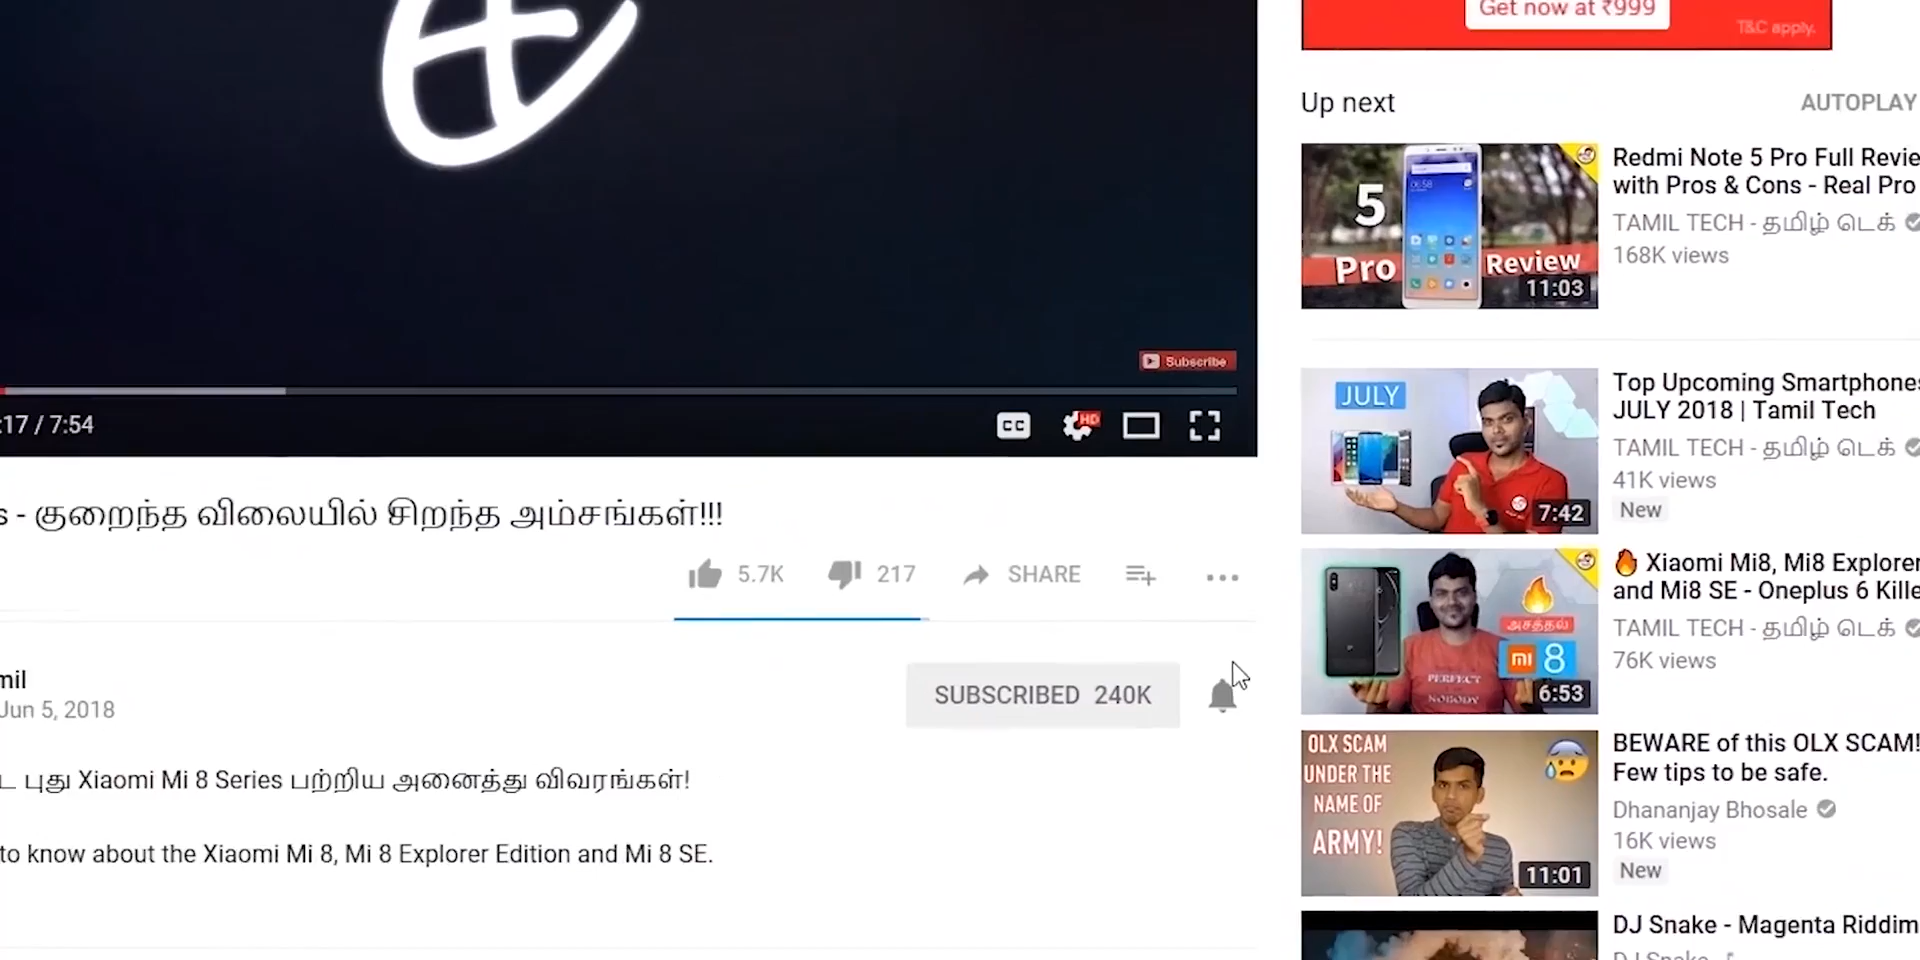 Get now at ₹999
T&C apply.
Up next
AUTOPLAY
5
Pro
Review
11:03
Redmi Note 5 Pro Full Revie
with Pros & Cons - Real Pro
TAMIL TECH - தமிழ் டெக்
168K views
Subscribe
:17 / 7:54
CC
HD
JULY
7:42
Top Upcoming Smartphones
JULY 2018 | Tamil Tech
TAMIL TECH - தமிழ் டெக்
41K views
New
s - குறைந்த விலையில் சிறந்த அம்சங்கள்!!!
5.7K
217
SHARE
அசத்தல்
mi 8
PERFECT
NOBODY
6:53
🔥 Xiaomi Mi8, Mi8 Explorer
and Mi8 SE - Oneplus 6 Kille
TAMIL TECH - தமிழ் டெக்
76K views
mil
Jun 5, 2018
SUBSCRIBED 240K
OLX SCAM
UNDER THE
NAME OF
ARMY!
11:01
BEWARE of this OLX SCAM!
Few tips to be safe.
Dhananjay Bhosale
16K views
New
புது Xiaomi Mi 8 Series பற்றிய அனைத்து விவரங்கள்!
to know about the Xiaomi Mi 8, Mi 8 Explorer Edition and Mi 8 SE.
DJ Snake - Magenta Riddim
DJ Snake